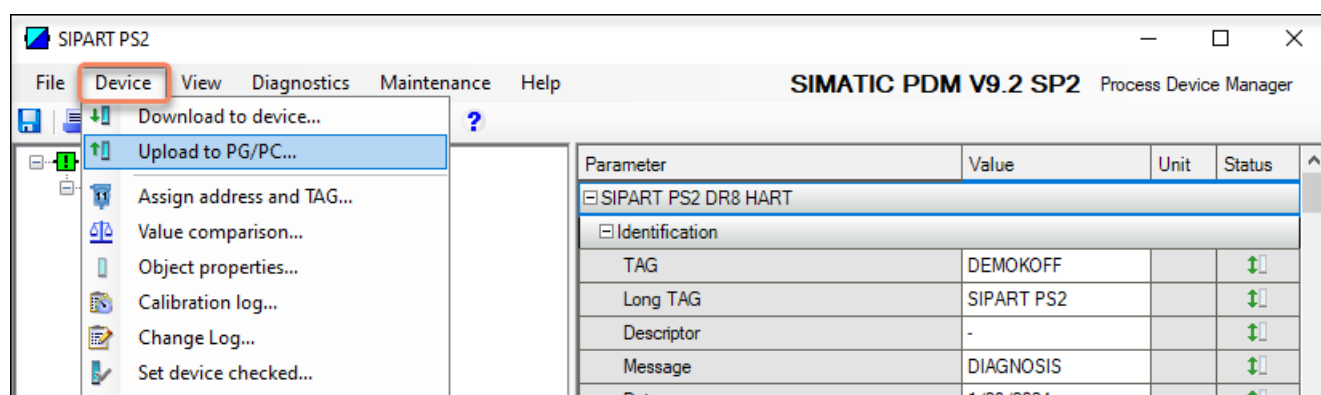 SIPART PS2
File Device View Diagnostics Maintenance Help SIMATIC PDM V9.2 SP2 Process Device Manager
Download to device...
?
Upload to PG/PC...
Assign address and TAG...
Value comparison...
Object properties...
Calibration log...
Change Log...
Set device checked...
Parameter Value Unit Status
SIPART PS2 DR8 HART
Identification
TAG DEMOKOFF
Long TAG SIPART PS2
Descriptor -
Message DIAGNOSIS